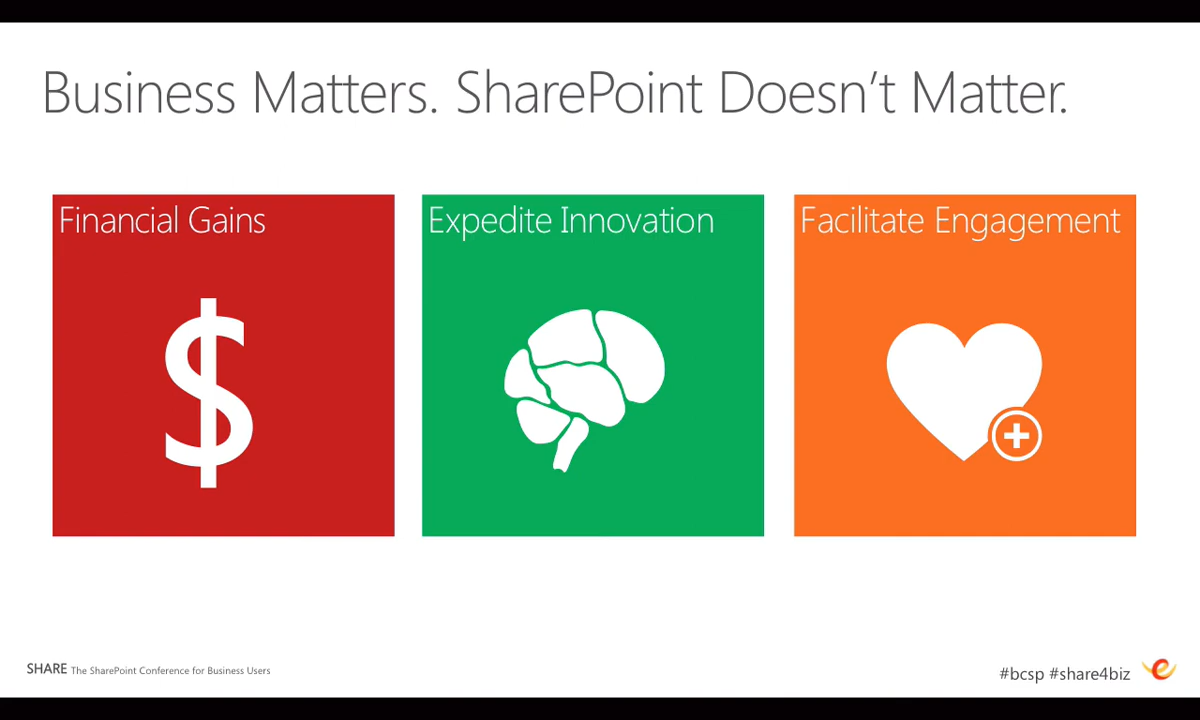 Business Matters. SharePoint Doesn't Matter.
Financial Gains
Expedite Innovation
Facilitate Engagement
$
SHARE The SharePoint Conference for Business Users
#bcsp #share4biz